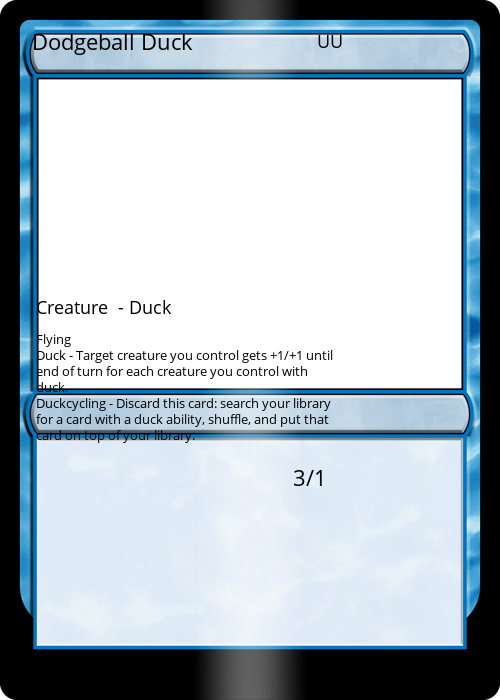 Dodgeball Duck UU
Creature - Duck
Flying
Duck - Target creature you control gets +1/+1 until
end of turn for each creature you control with
duck.
Duckcycling - Discard this card: search your library
for a card with a duck ability, shuffle, and put that
card on top of your library.
3/1